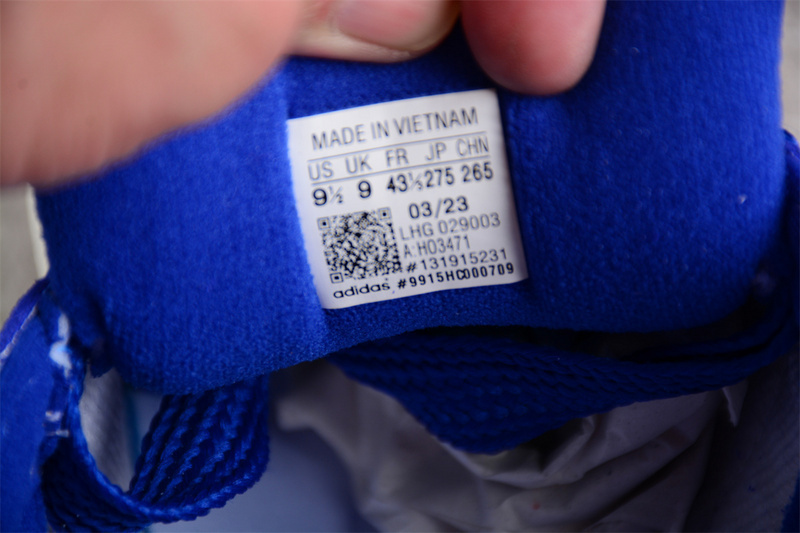 MADE IN VIETNAM
US UK FR JP CHN
9½ 9 43⅓ 275 265
03/23
LHG 029003
A:H03471
#131915231
adidas #9915HC000709